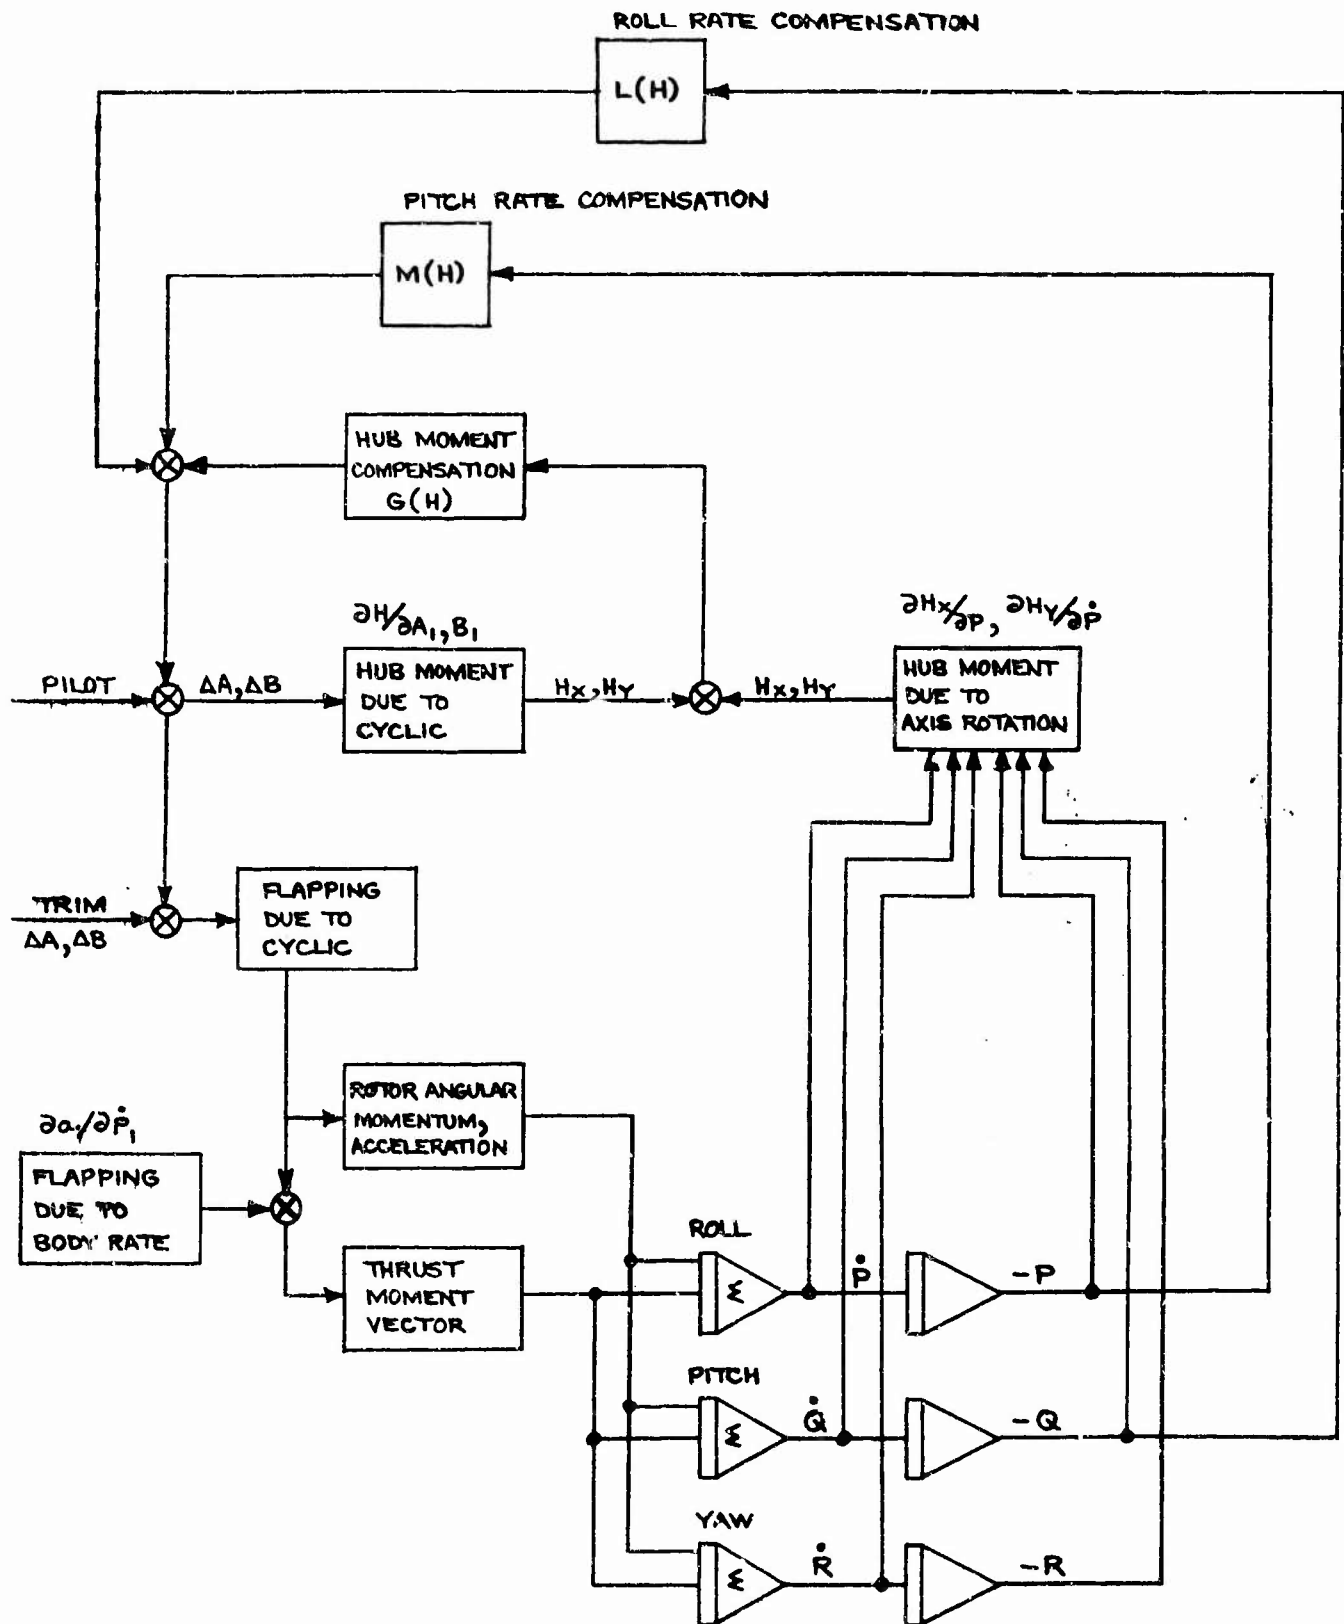 ROLL RATE COMPENSATION
L(H)
PITCH RATE COMPENSATION
M(H)
HUB MOMENT
COMPENSATION
G(H)
∂H/∂A₁, B₁
∂Hx/∂P, ∂HY/∂Ṗ
PILOT
ΔA, ΔB
HUB MOMENT
DUE TO
CYCLIC
Hx, HY
Hx, HY
HUB MOMENT
DUE TO
AXIS ROTATION
TRIM
ΔA, ΔB
FLAPPING
DUE TO
CYCLIC
ROTOR ANGULAR
MOMENTUM,
ACCELERATION
∂a/∂Ṗ₁
FLAPPING
DUE TO
BODY RATE
THRUST
MOMENT
VECTOR
ROLL
Σ
Ṗ
-P
PITCH
Σ
Q̇
-Q
YAW
Σ
Ṙ
-R